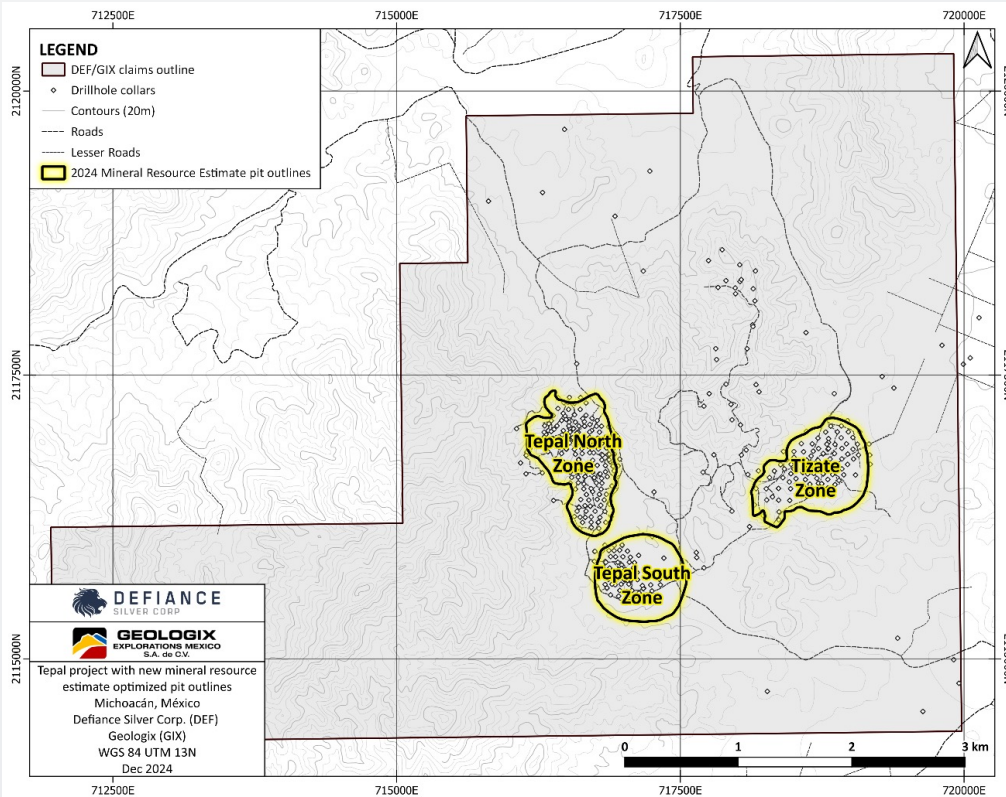 712500E
715000E
717500E
720000E
LEGEND
DEF/GIX claims outline
Drillhole collars
Contours (20m)
Roads
Lesser Roads
2024 Mineral Resource Estimate pit outlines
2120000N
2117500N
2115000N
Tepal North
Zone
Tizate
Zone
Tepal South
Zone
DEFIANCE
SILVER CORP
GEOLOGIX
EXPLORATIONS MEXICO
S.A. de C.V.
Tepal project with new mineral resource
estimate optimized pit outlines
Michoacán, México
Defiance Silver Corp. (DEF)
Geologix (GIX)
WGS 84 UTM 13N
Dec 2024
0 1 2 3 km
712500E
715000E
717500E
720000E